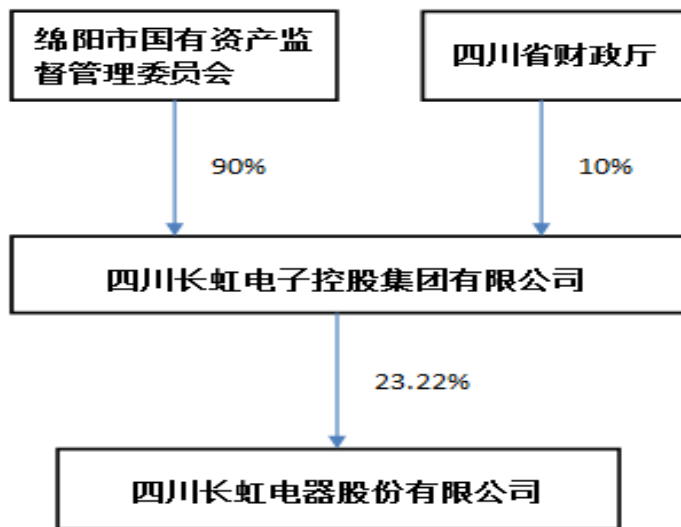 绵阳市国有资产监
督管理委员会
四川省财政厅
90%
10%
四川长虹电子控股集团有限公司
23.22%
四川长虹电器股份有限公司